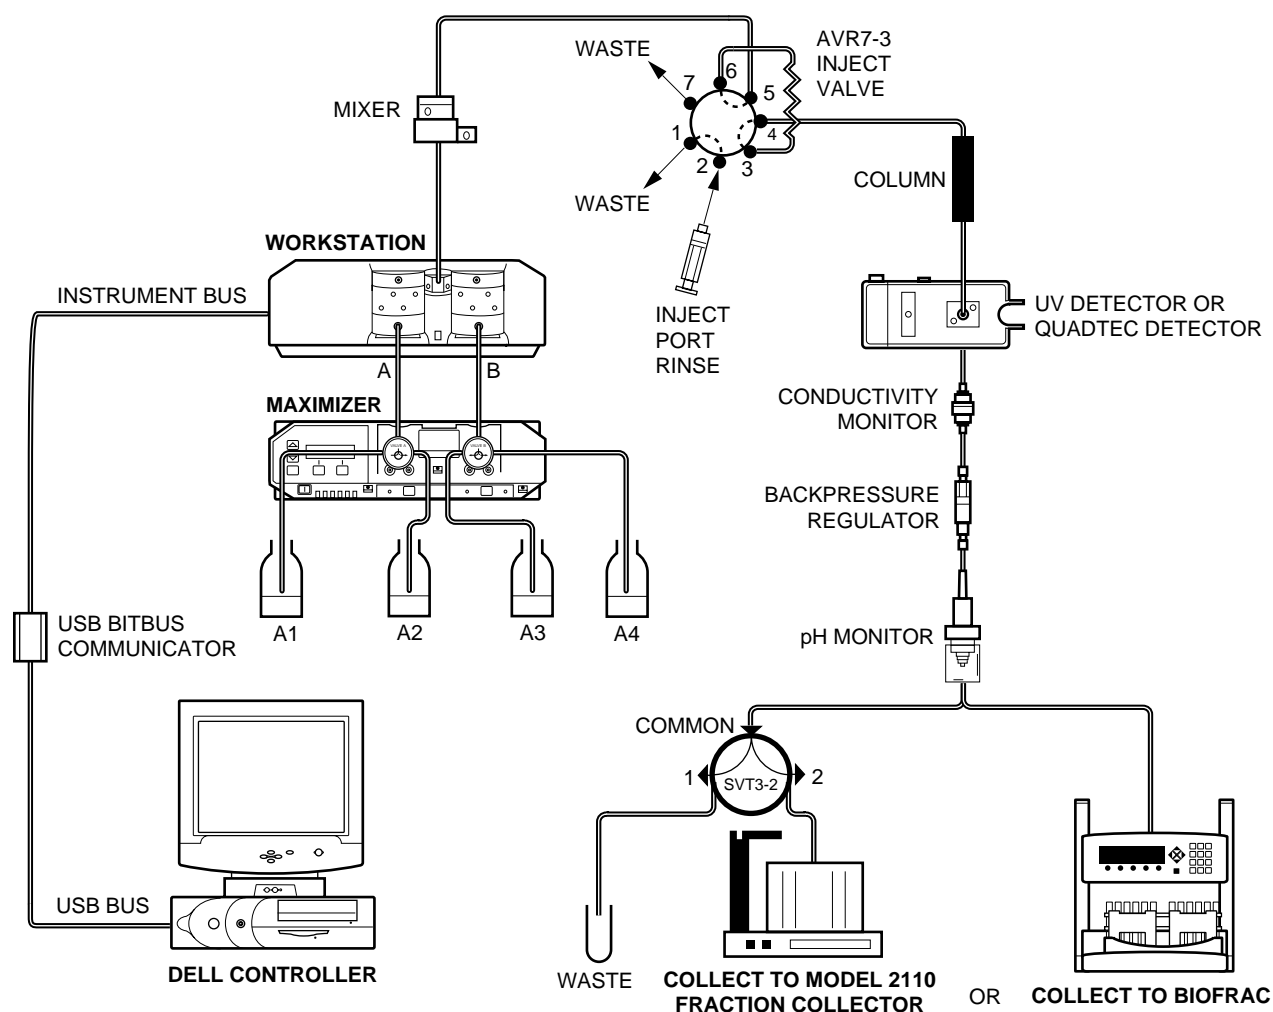 WASTE
7
6
5
4
3
2
1
AVR7-3
INJECT
VALVE
MIXER
WASTE
COLUMN
WORKSTATION
INSTRUMENT BUS
INJECT
PORT
RINSE
UV DETECTOR OR
QUADTEC DETECTOR
A
B
MAXIMIZER
VALVE A
VALVE B
CONDUCTIVITY
MONITOR
BACKPRESSURE
REGULATOR
A1
A2
A3
A4
USB BITBUS
COMMUNICATOR
pH MONITOR
COMMON
1
SVT3-2
2
USB BUS
DELL CONTROLLER
WASTE
COLLECT TO MODEL 2110
FRACTION COLLECTOR
OR
COLLECT TO BIOFRAC